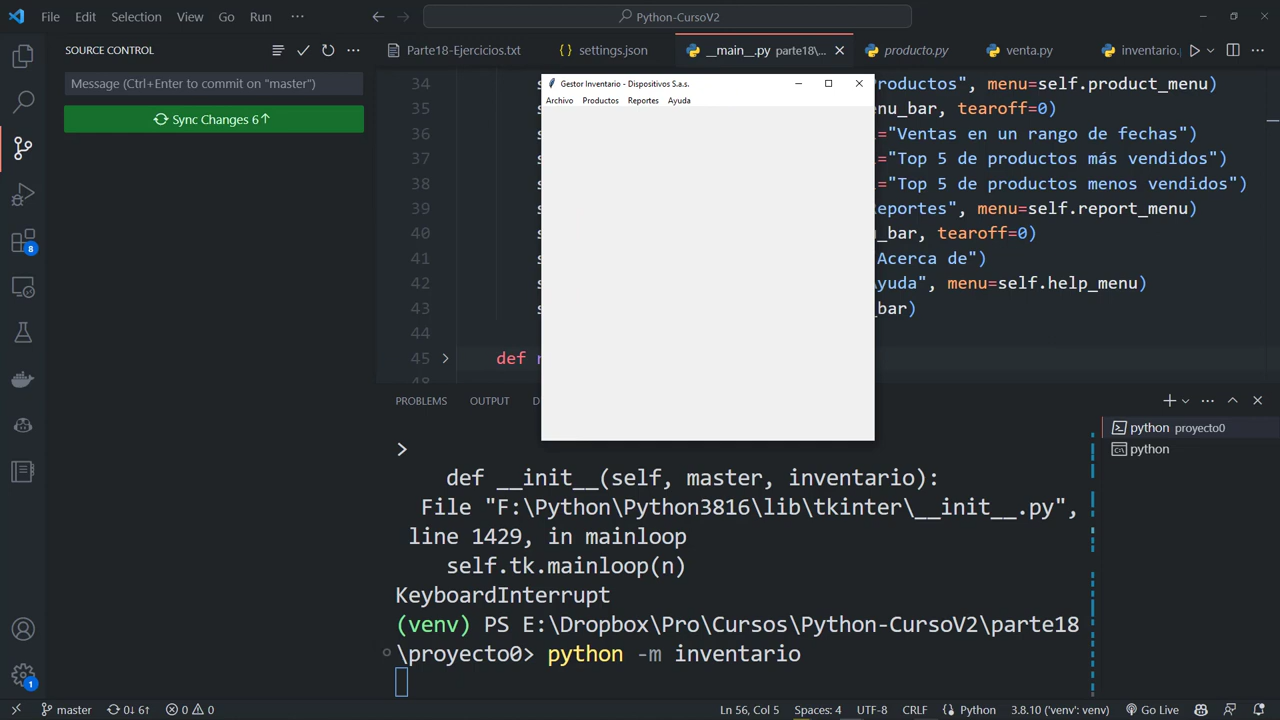 File Edit Selection View Go Run ··· Python-CursoV2
SOURCE CONTROL
Message (Ctrl+Enter to commit on "master")
Sync Changes 6↑
Parte18-Ejercicios.txt settings.json __main__.py parte18\... producto.py venta.py inventario.
Gestor Inventario - Dispositivos S.a.s.
Archivo Productos Reportes Ayuda
34 s roductos", menu=self.product_menu)
35 s enu_bar, tearoff=0)
36 s ="Ventas en un rango de fechas")
37 s ="Top 5 de productos más vendidos")
38 s ="Top 5 de productos menos vendidos")
39 s eportes", menu=self.report_menu)
40 s u_bar, tearoff=0)
41 s Acerca de")
42 s yuda", menu=self.help_menu)
43 s _bar)
44
45 def
PROBLEMS OUTPUT D
>
def __init__(self, master, inventario):
File "F:\Python\Python3816\lib\tkinter\__init__.py",
line 1429, in mainloop
self.tk.mainloop(n)
KeyboardInterrupt
(venv) PS E:\Dropbox\Pro\Cursos\Python-CursoV2\parte18
\proyecto0> python -m inventario
python proyecto0
python
8
1
master 0↓ 6↑ 0 0 Ln 56, Col 5 Spaces: 4 UTF-8 CRLF Python 3.8.10 ('venv': venv) Go Live